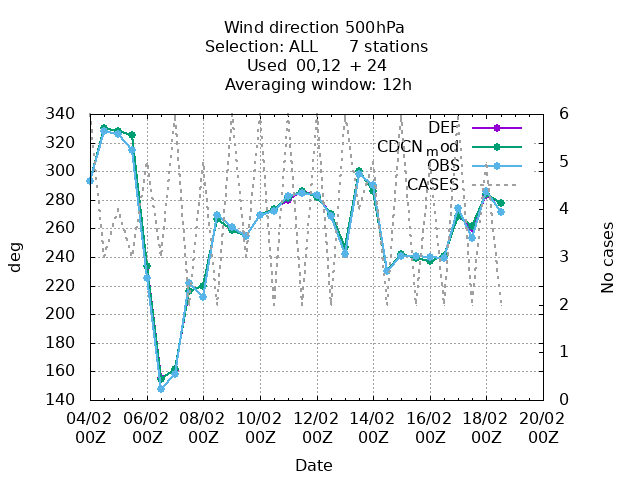 Wind direction 500hPa
Selection: ALL 7 stations
Used 00,12 + 24
Averaging window: 12h
DEF
CDCN_mod
OBS
CASES
340
320
300
280
260
240
220
200
180
160
140
deg
6
5
4
3
2
1
0
No cases
04/02 06/02 08/02 10/02 12/02 14/02 16/02 18/02 20/02
00Z 00Z 00Z 00Z 00Z 00Z 00Z 00Z 00Z
Date